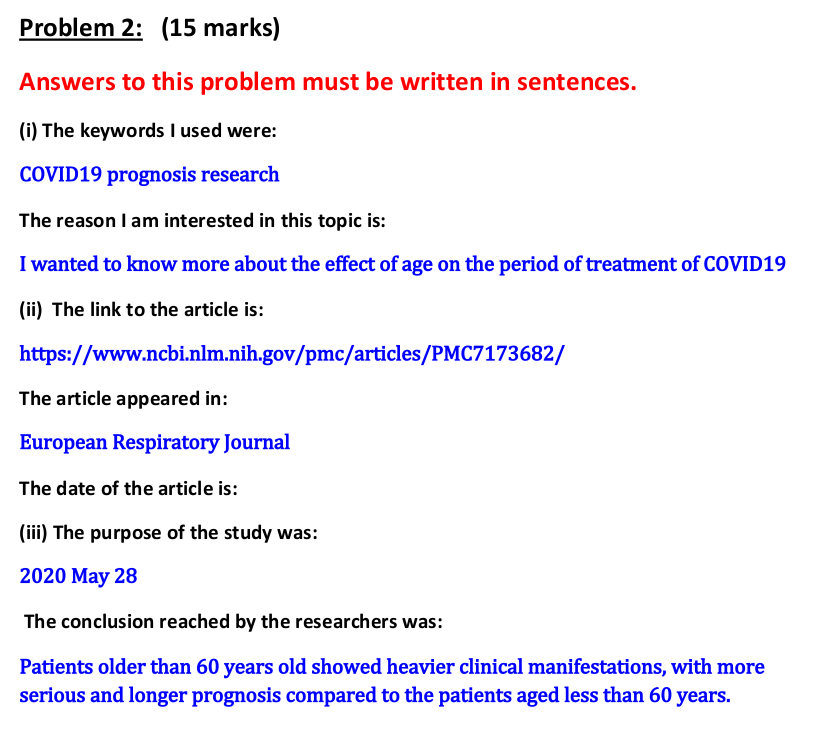 Problem 2: (15 marks)
Answers to this problem must be written in sentences.
(i) The keywords I used were:
COVID19 prognosis research
The reason I am interested in this topic is:
I wanted to know more about the effect of age on the period of treatment of COVID19
(ii) The link to the article is:
https://www.ncbi.nlm.nih.gov/pmc/articles/PMC7173682/
The article appeared in:
European Respiratory Journal
The date of the article is:
(iii) The purpose of the study was:
2020 May 28
The conclusion reached by the researchers was:
Patients older than 60 years old showed heavier clinical manifestations, with more
serious and longer prognosis compared to the patients aged less than 60 years.